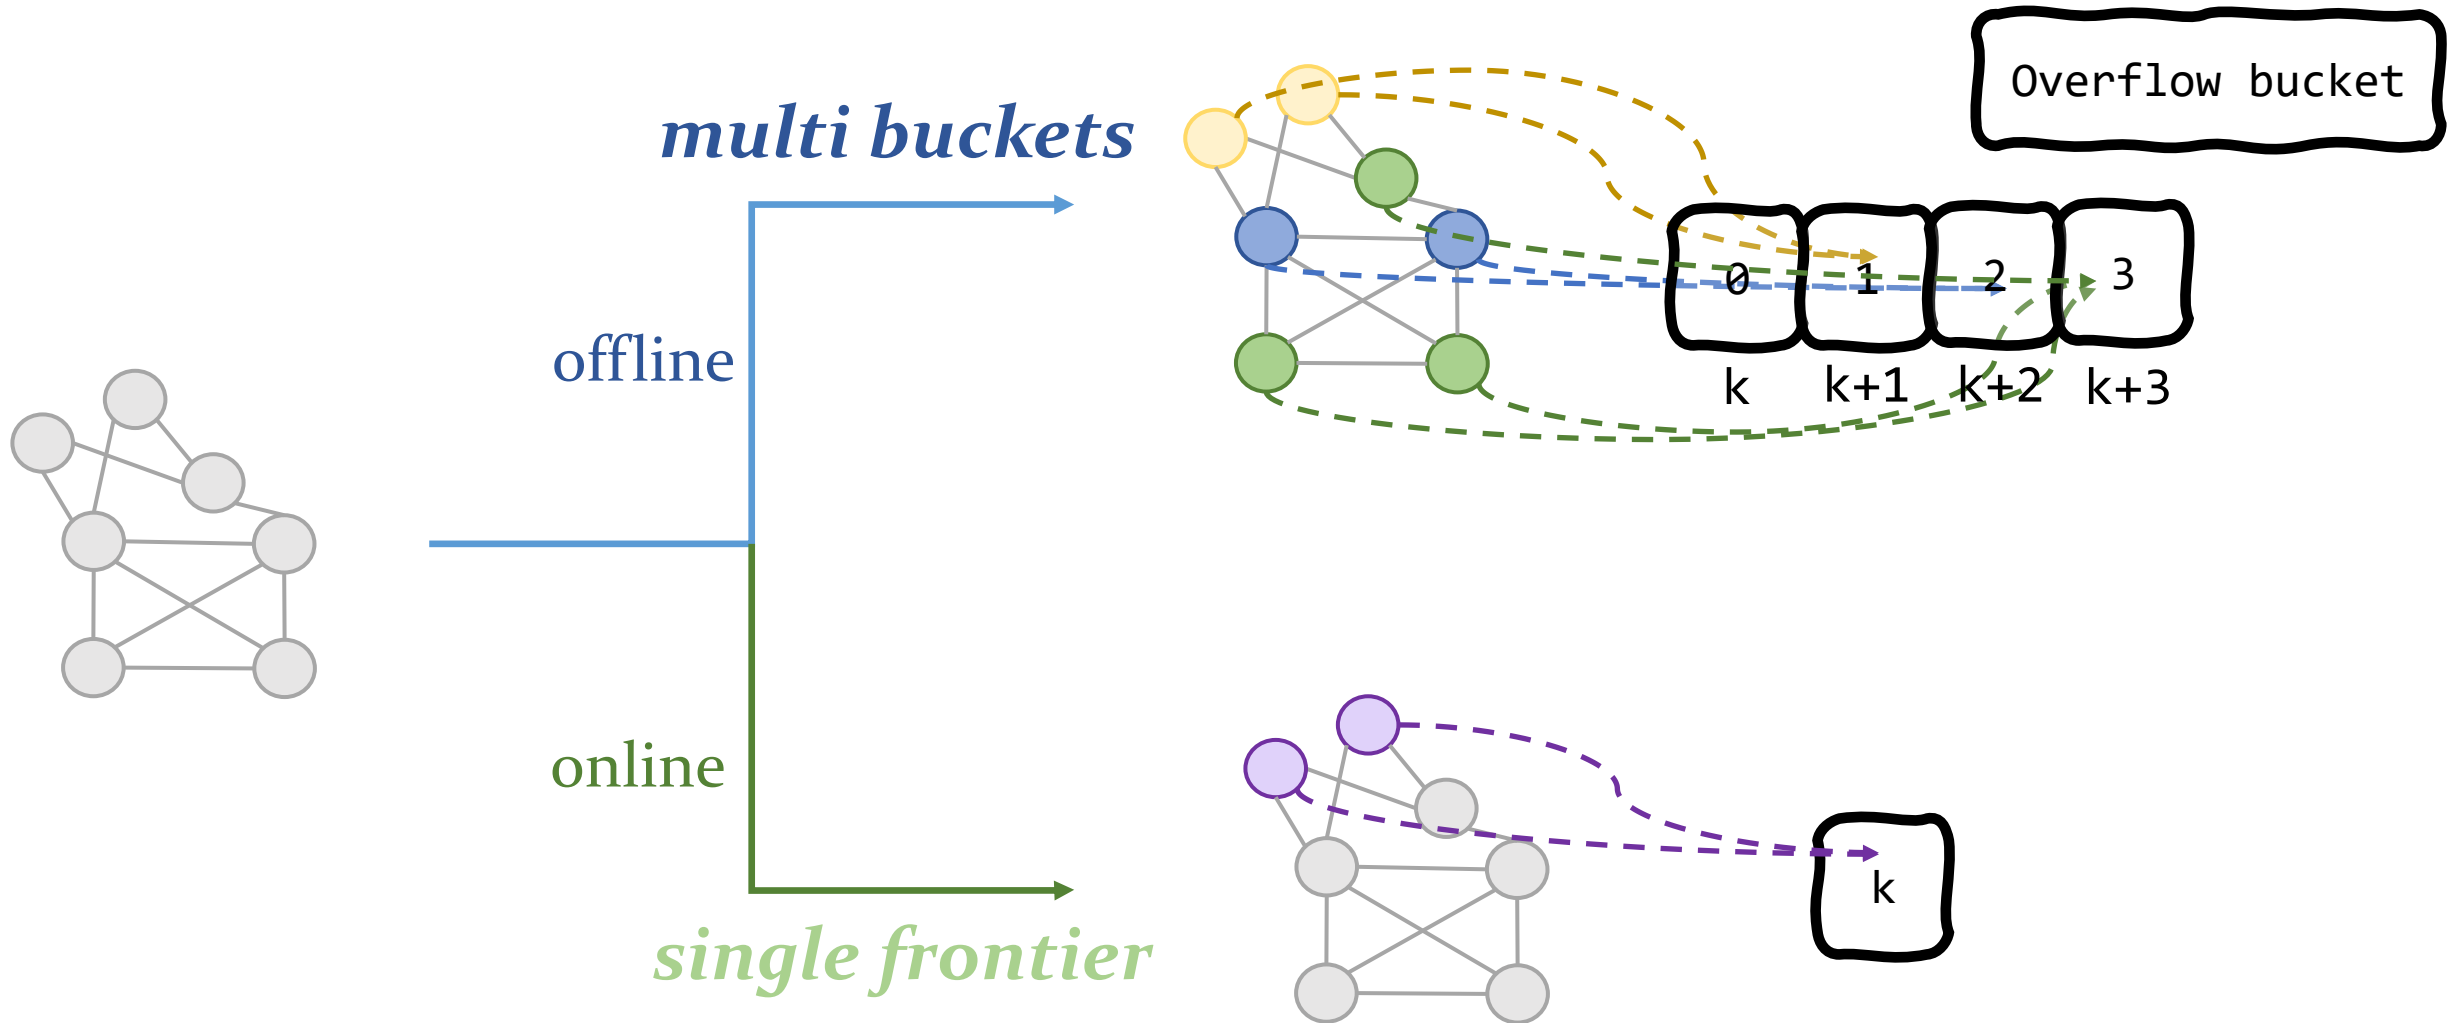 Overflow bucket
multi buckets
0 1 2 3
k k+1 k+2 k+3
offline
online
k
single frontier